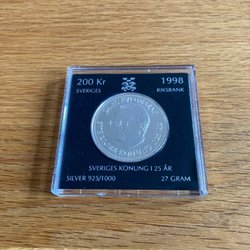 200 Kr
1998
SVERIGES
RIKSBANK
SVERIGES KONUNG I 25 ÅR
SILVER 925/1000
27 GRAM